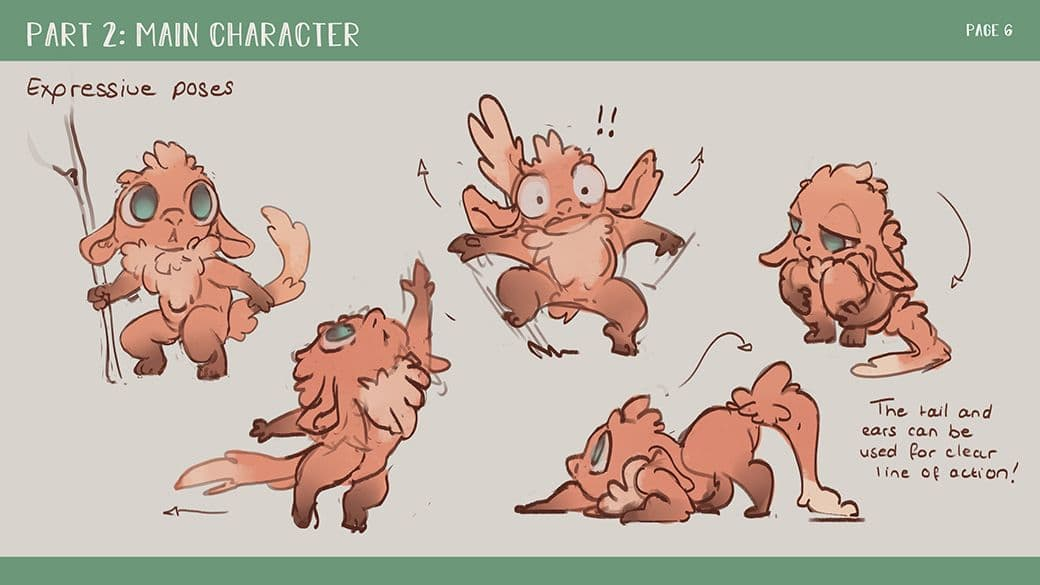 PART 2: MAIN CHARACTER
PAGE 6
Expressive poses
!!
The tail and
ears can be
used for clear
line of action!